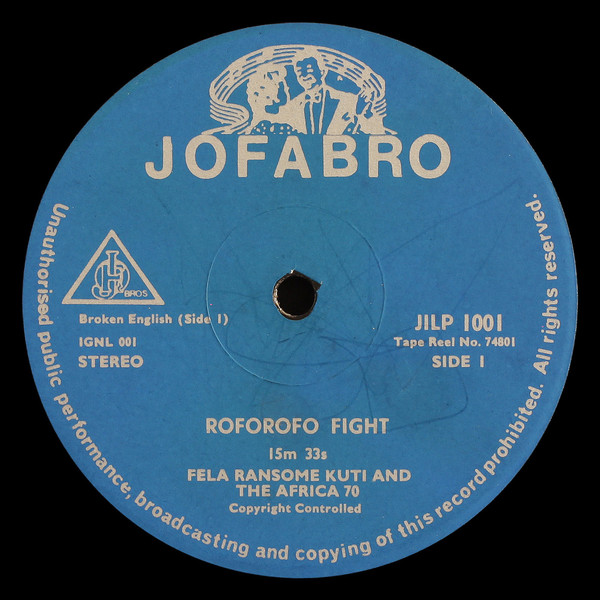 JOFABRO
BROS
Broken English (Side 1)
IGNL 001
STEREO
JILP 1001
Tape Reel No. 74801
SIDE 1
ROFOROFO FIGHT
15m 33s
FELA RANSOME KUTI AND
THE AFRICA 70
Copyright Controlled
Unauthorised public performance, broadcasting and copying of this record prohibited. All rights reserved.